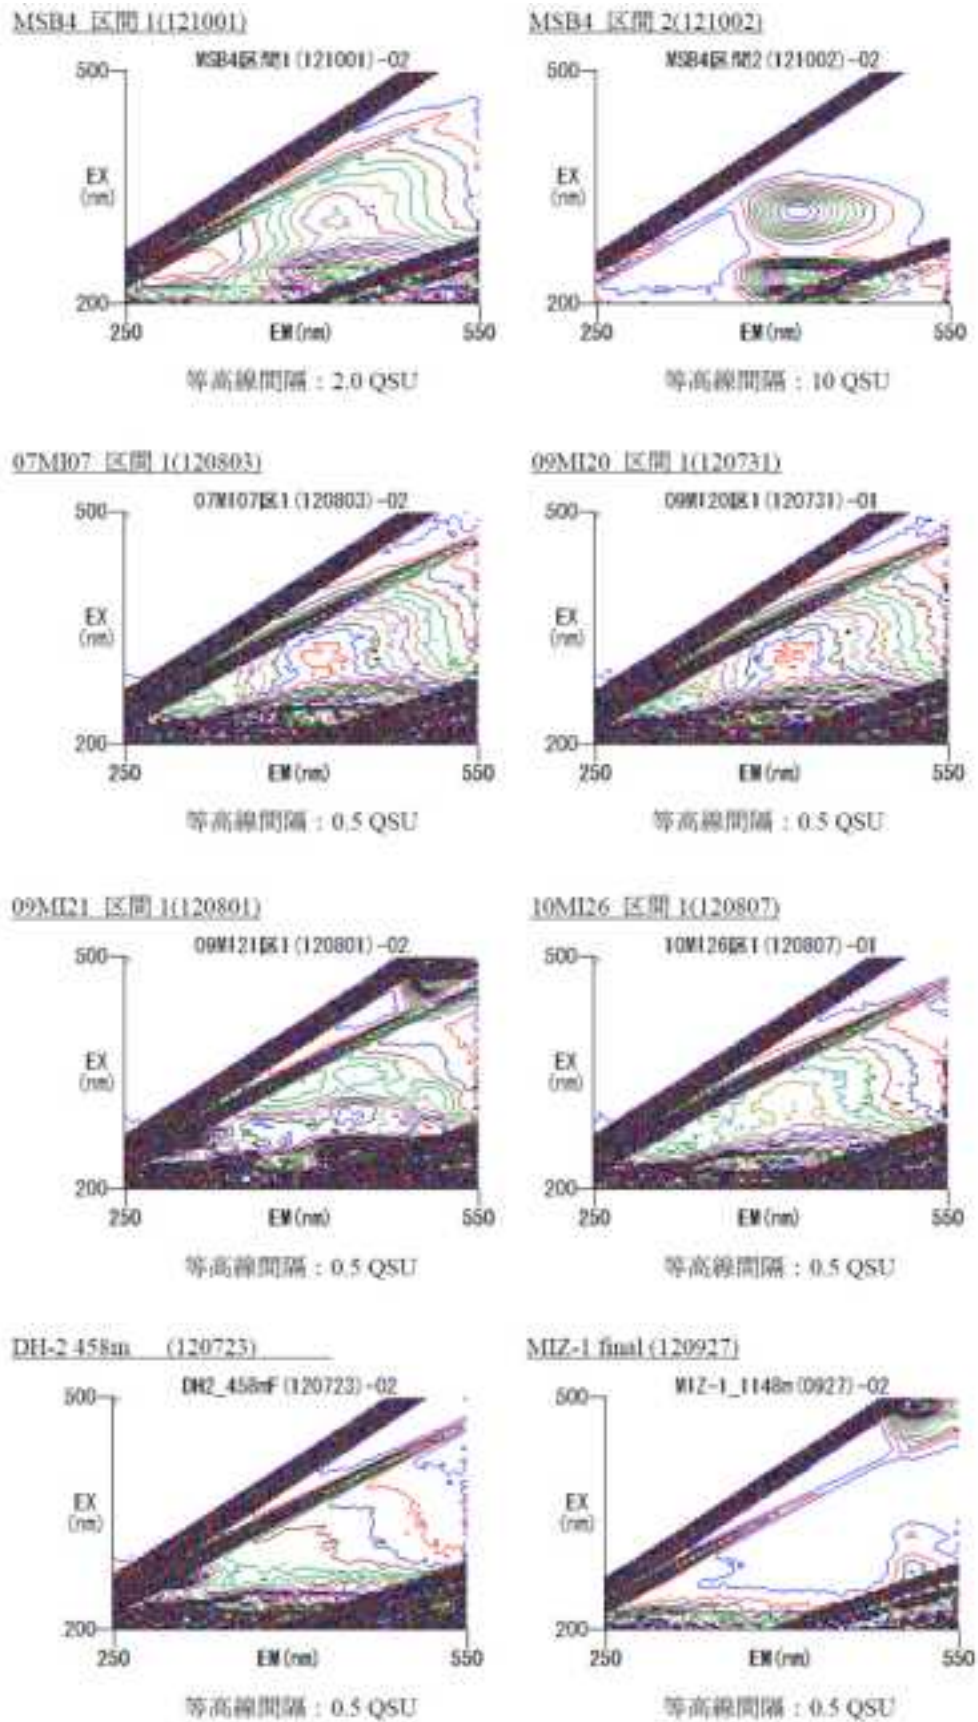 MSB4 区間 1(121001)
MSB4区間1(121001)-02
500
EX
(nm)
200
250
EM(nm)
550
等高線間隔：2.0 QSU
MSB4 区間 2(121002)
MSB4区間2(121002)-02
500
EX
(nm)
200
250
EM(nm)
550
等高線間隔：10 QSU
07MI07 区間 1(120803)
07MI07区1(120803)-02
500
EX
(nm)
200
250
EM(nm)
550
等高線間隔：0.5 QSU
09MI20 区間 1(120731)
09MI20区1(120731)-01
500
EX
(nm)
200
250
EM(nm)
550
等高線間隔：0.5 QSU
09MI21 区間 1(120801)
09MI21区1(120801)-02
500
EX
(nm)
200
250
EM(nm)
550
等高線間隔：0.5 QSU
10MI26 区間 1(120807)
10MI26区1(120807)-01
500
EX
(nm)
200
250
EM(nm)
550
等高線間隔：0.5 QSU
DH-2 458m (120723)
DH2_458mF(120723)-02
500
EX
(nm)
200
250
EM(nm)
550
等高線間隔：0.5 QSU
MIZ-1 final (120927)
MIZ-1_1148m(0927)-02
500
EX
(nm)
200
250
EM(nm)
550
等高線間隔：0.5 QSU